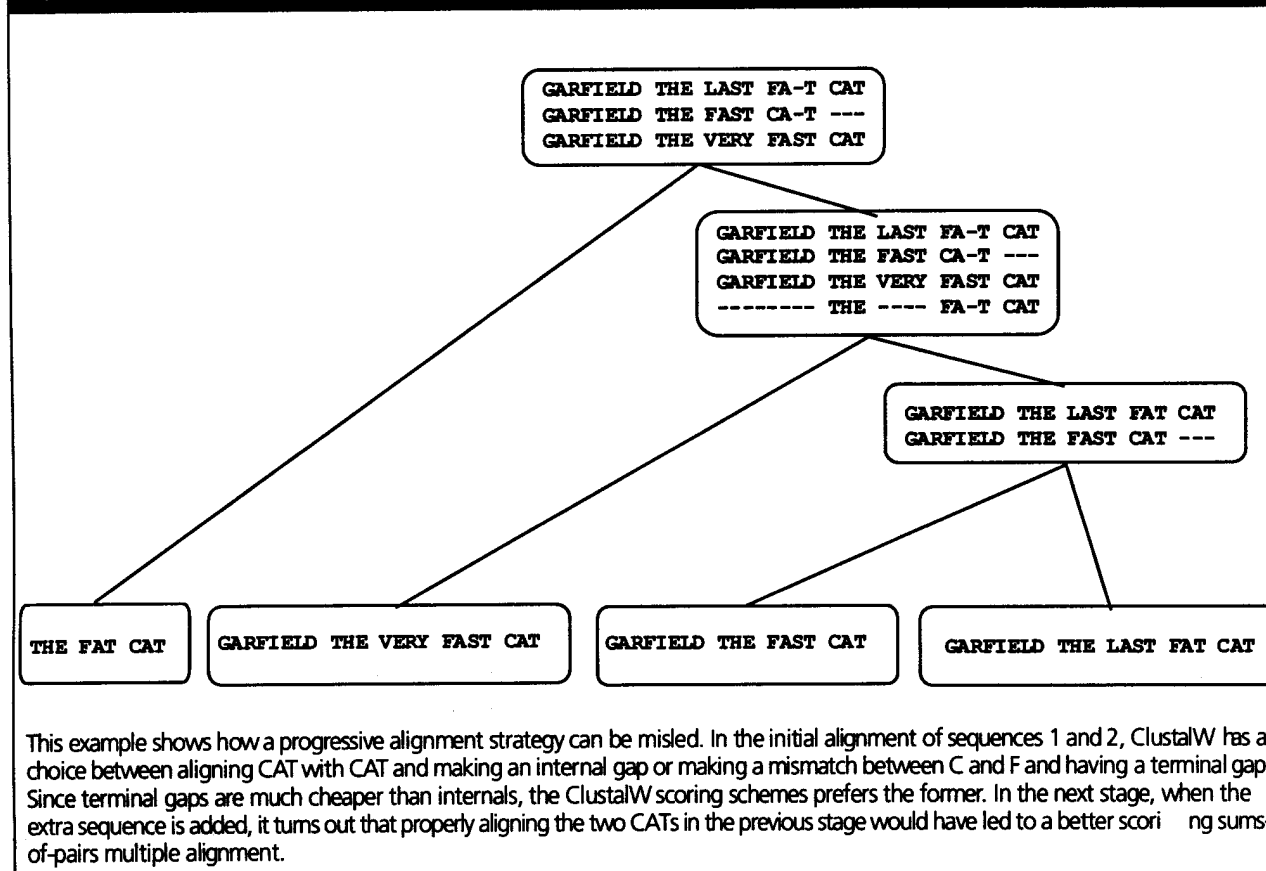 GARFIELD THE LAST FA-T CAT
GARFIELD THE FAST CA-T ---
GARFIELD THE VERY FAST CAT
GARFIELD THE LAST FA-T CAT
GARFIELD THE FAST CA-T ---
GARFIELD THE VERY FAST CAT
-------- THE ---- FA-T CAT
GARFIELD THE LAST FAT CAT
GARFIELD THE FAST CAT ---
THE FAT CAT
GARFIELD THE VERY FAST CAT
GARFIELD THE FAST CAT
GARFIELD THE LAST FAT CAT
This example shows how a progressive alignment strategy can be misled. In the initial alignment of sequences 1 and 2, ClustalW has a
choice between aligning CAT with CAT and making an internal gap or making a mismatch between C and F and having a terminal gap
Since terminal gaps are much cheaper than internals, the ClustalW scoring schemes prefers the former. In the next stage, when the
extra sequence is added, it turns out that properly aligning the two CATs in the previous stage would have led to a better scori ng sums-
of-pairs multiple alignment.